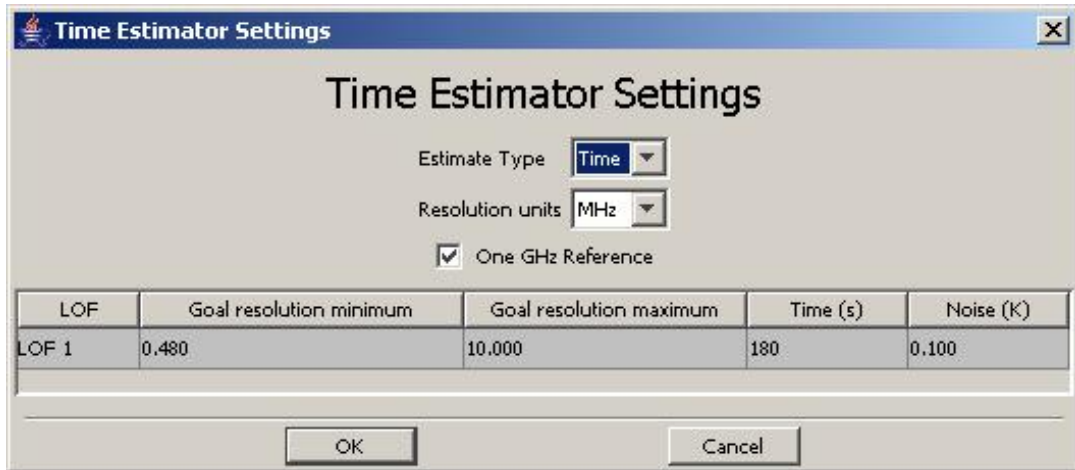 Time Estimator Settings
Time Estimator Settings
Estimate Type Time
Resolution units MHz
One GHz Reference
LOF Goal resolution minimum Goal resolution maximum Time (s) Noise (K)
LOF 1 0.480 10.000 180 0.100
OK Cancel